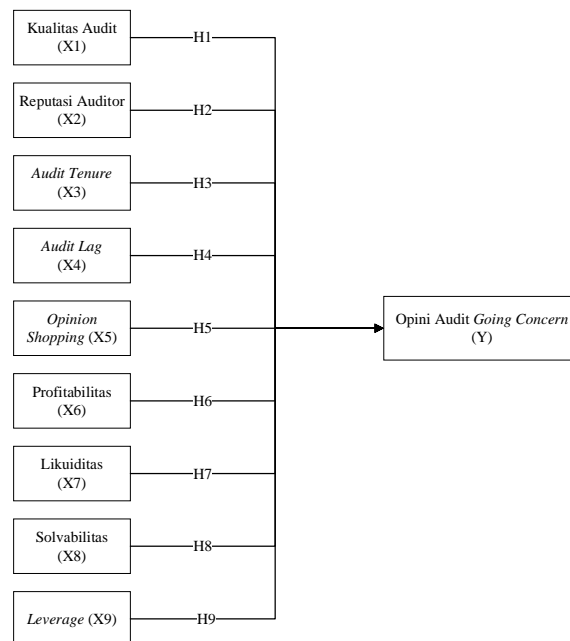 Kualitas Audit
(X1)
H1
Reputasi Auditor
(X2)
H2
Audit Tenure
(X3)
H3
Audit Lag
(X4)
H4
Opinion
Shopping (X5)
H5
Opini Audit Going Concern
(Y)
Profitabilitas
(X6)
H6
Likuiditas
(X7)
H7
Solvabilitas
(X8)
H8
Leverage (X9)
H9